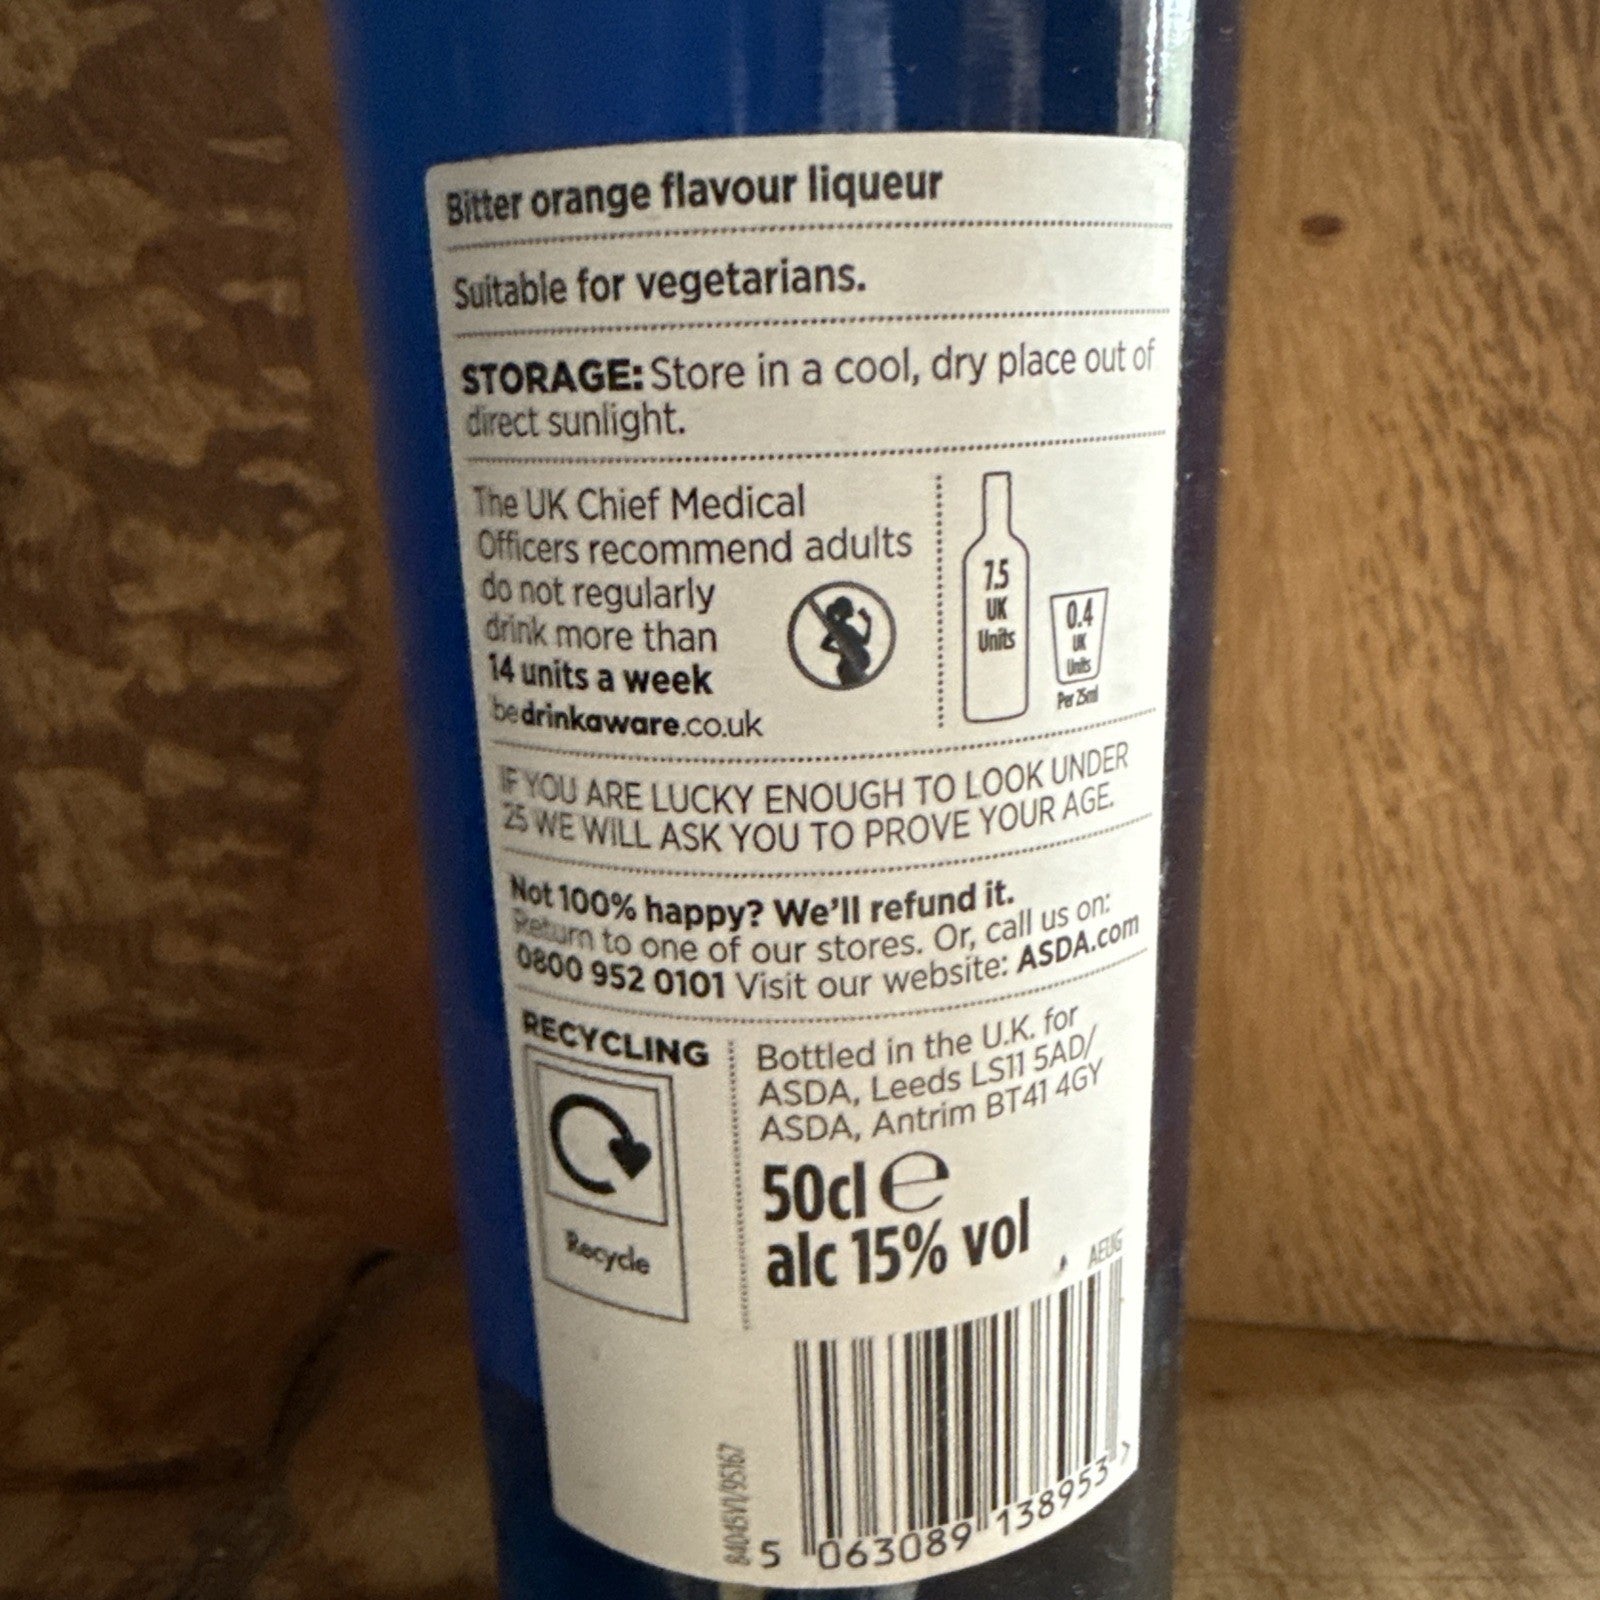 Bitter orange flavour liqueur
Suitable for vegetarians.
STORAGE: Store in a cool, dry place out of
direct sunlight.
The UK Chief Medical
Officers recommend adults
do not regularly
drink more than
14 units a week
bedrinkaware.co.uk
7.5
UK
Units
0.4
UK
Units
Per 25ml
IF YOU ARE LUCKY ENOUGH TO LOOK UNDER
25 WE WILL ASK YOU TO PROVE YOUR AGE.
Not 100% happy? We'll refund it.
Return to one of our stores. Or, call us on:
0800 952 0101 Visit our website: ASDA.com
RECYCLING
Recycle
Bottled in the U.K. for
ASDA, Leeds LS11 5AD/
ASDA, Antrim BT41 4GY
50cl e
alc 15% vol
AEUG
84045V1/95167
5 063089 138953 >